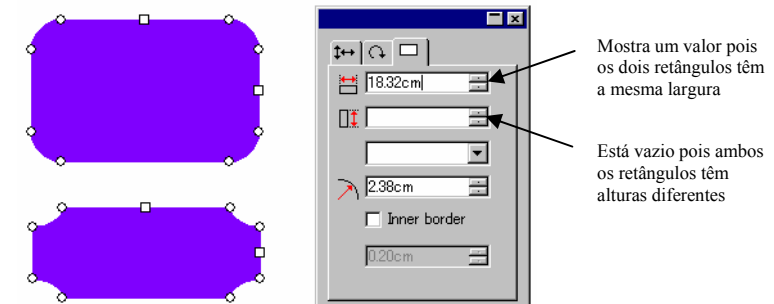 18.32cm
Mostra um valor pois
os dois retângulos têm
a mesma largura
Está vazio pois ambos
os retângulos têm
alturas diferentes
2.38cm
Inner border
0.20cm